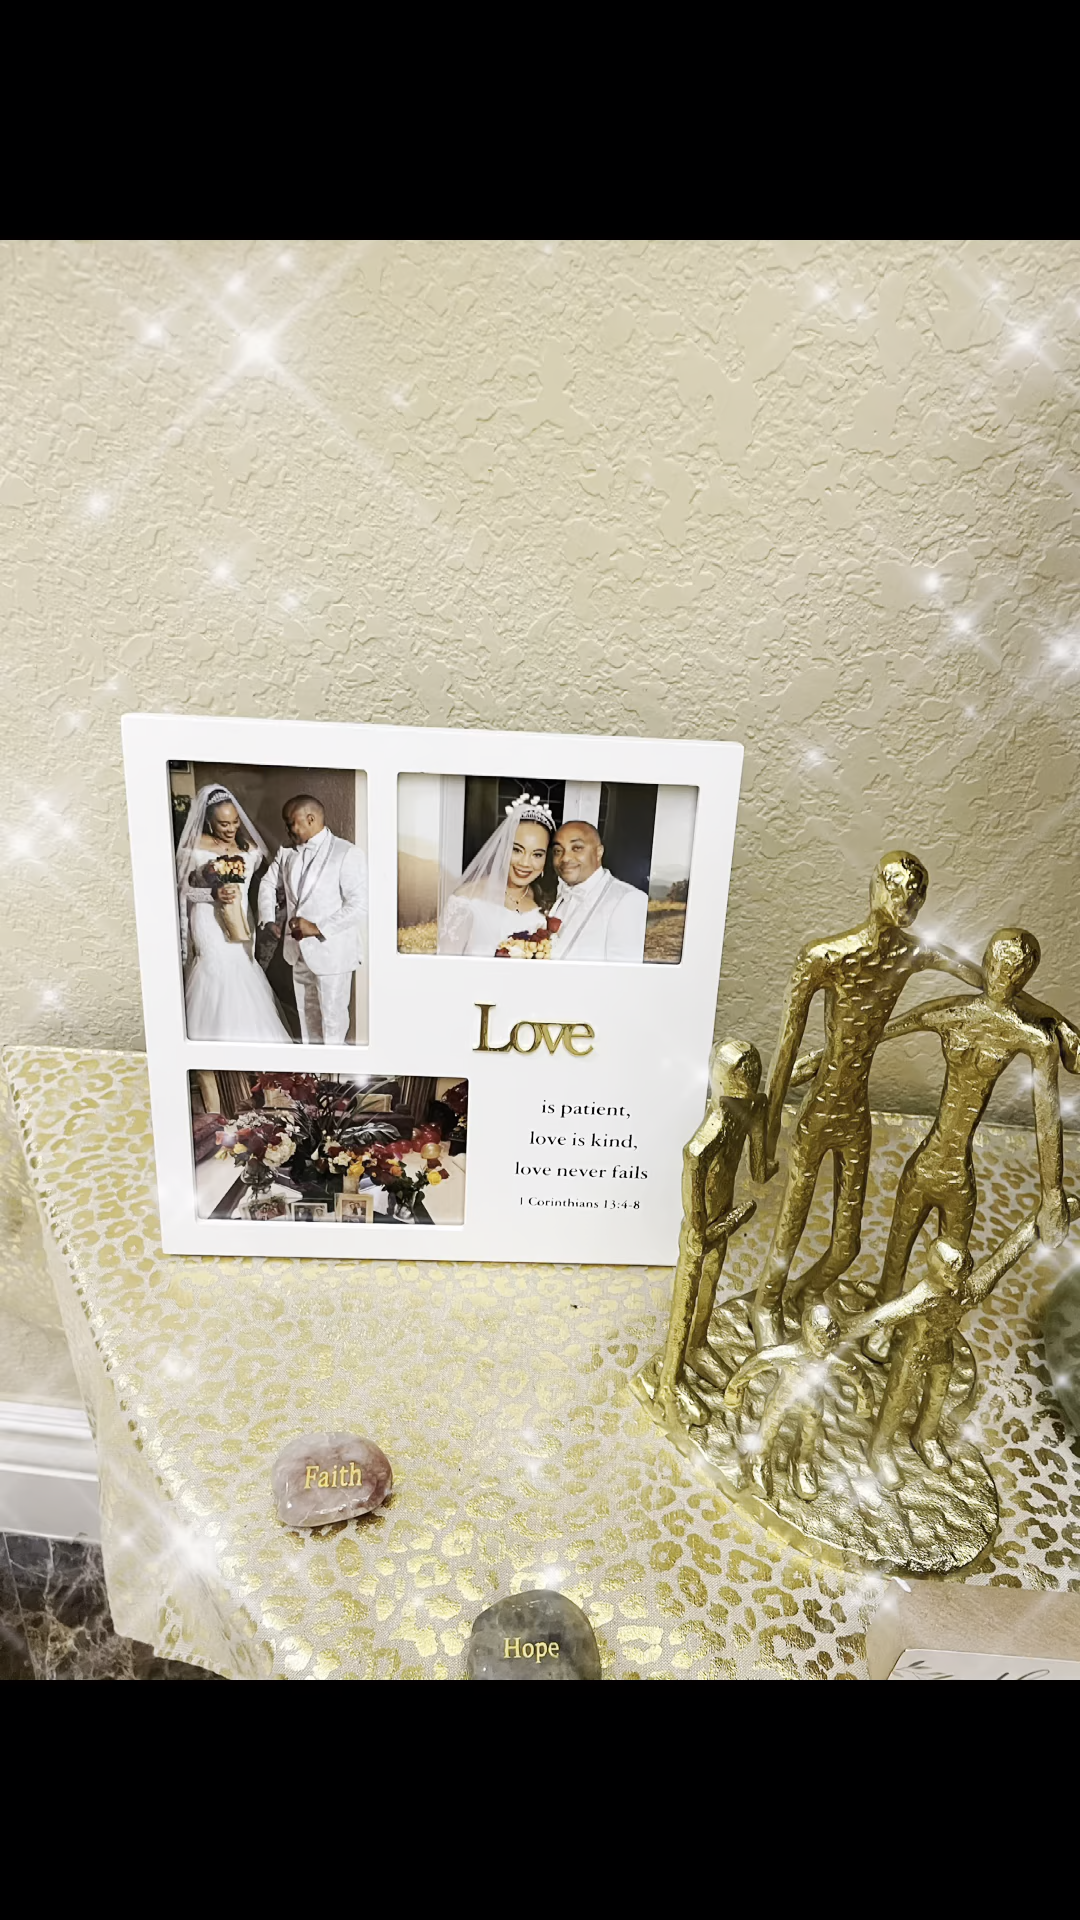 Love
is patient,
love is kind,
love never fails
1 Corinthians 13:4-8
Faith
Hope